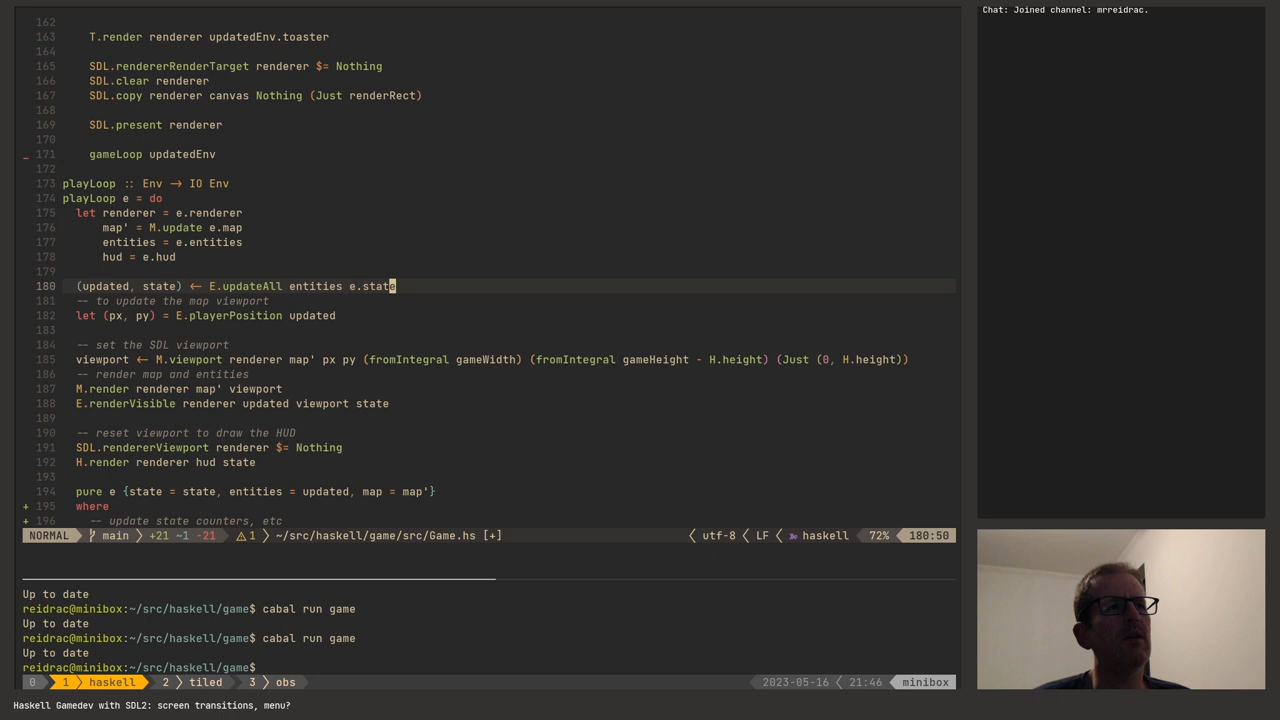 Chat: Joined channel: mrreidrac.
162
163 T.render renderer updatedEnv.toaster
164
165 SDL.rendererRenderTarget renderer $= Nothing
166 SDL.clear renderer
167 SDL.copy renderer canvas Nothing (Just renderRect)
168
169 SDL.present renderer
170
_ 171 gameLoop updatedEnv
172
173 playLoop :: Env → IO Env
174 playLoop e = do
175 let renderer = e.renderer
176 map' = M.update e.map
177 entities = e.entities
178 hud = e.hud
179
180 (updated, state) ← E.updateAll entities e.state
181 -- to update the map viewport
182 let (px, py) = E.playerPosition updated
183
184 -- set the SDL viewport
185 viewport ← M.viewport renderer map' px py (fromIntegral gameWidth) (fromIntegral gameHeight - H.height) (Just (0, H.height))
186 -- render map and entities
187 M.render renderer map' viewport
188 E.renderVisible renderer updated viewport state
189
190 -- reset viewport to draw the HUD
191 SDL.rendererViewport renderer $= Nothing
192 H.render renderer hud state
193
194 pure e {state = state, entities = updated, map = map'}
+ 195 where
+ 196 -- update state counters, etc
NORMAL main +21 ~1 -21 1 ~/src/haskell/game/src/Game.hs [+] utf-8 LF haskell 72% 180:50
Up to date
reidrac@minibox:~/src/haskell/game$ cabal run game
Up to date
reidrac@minibox:~/src/haskell/game$ cabal run game
Up to date
reidrac@minibox:~/src/haskell/game$
0 1 haskell 2 tiled 3 obs 2023-05-16 21:46 minibox
Haskell Gamedev with SDL2: screen transitions, menu?